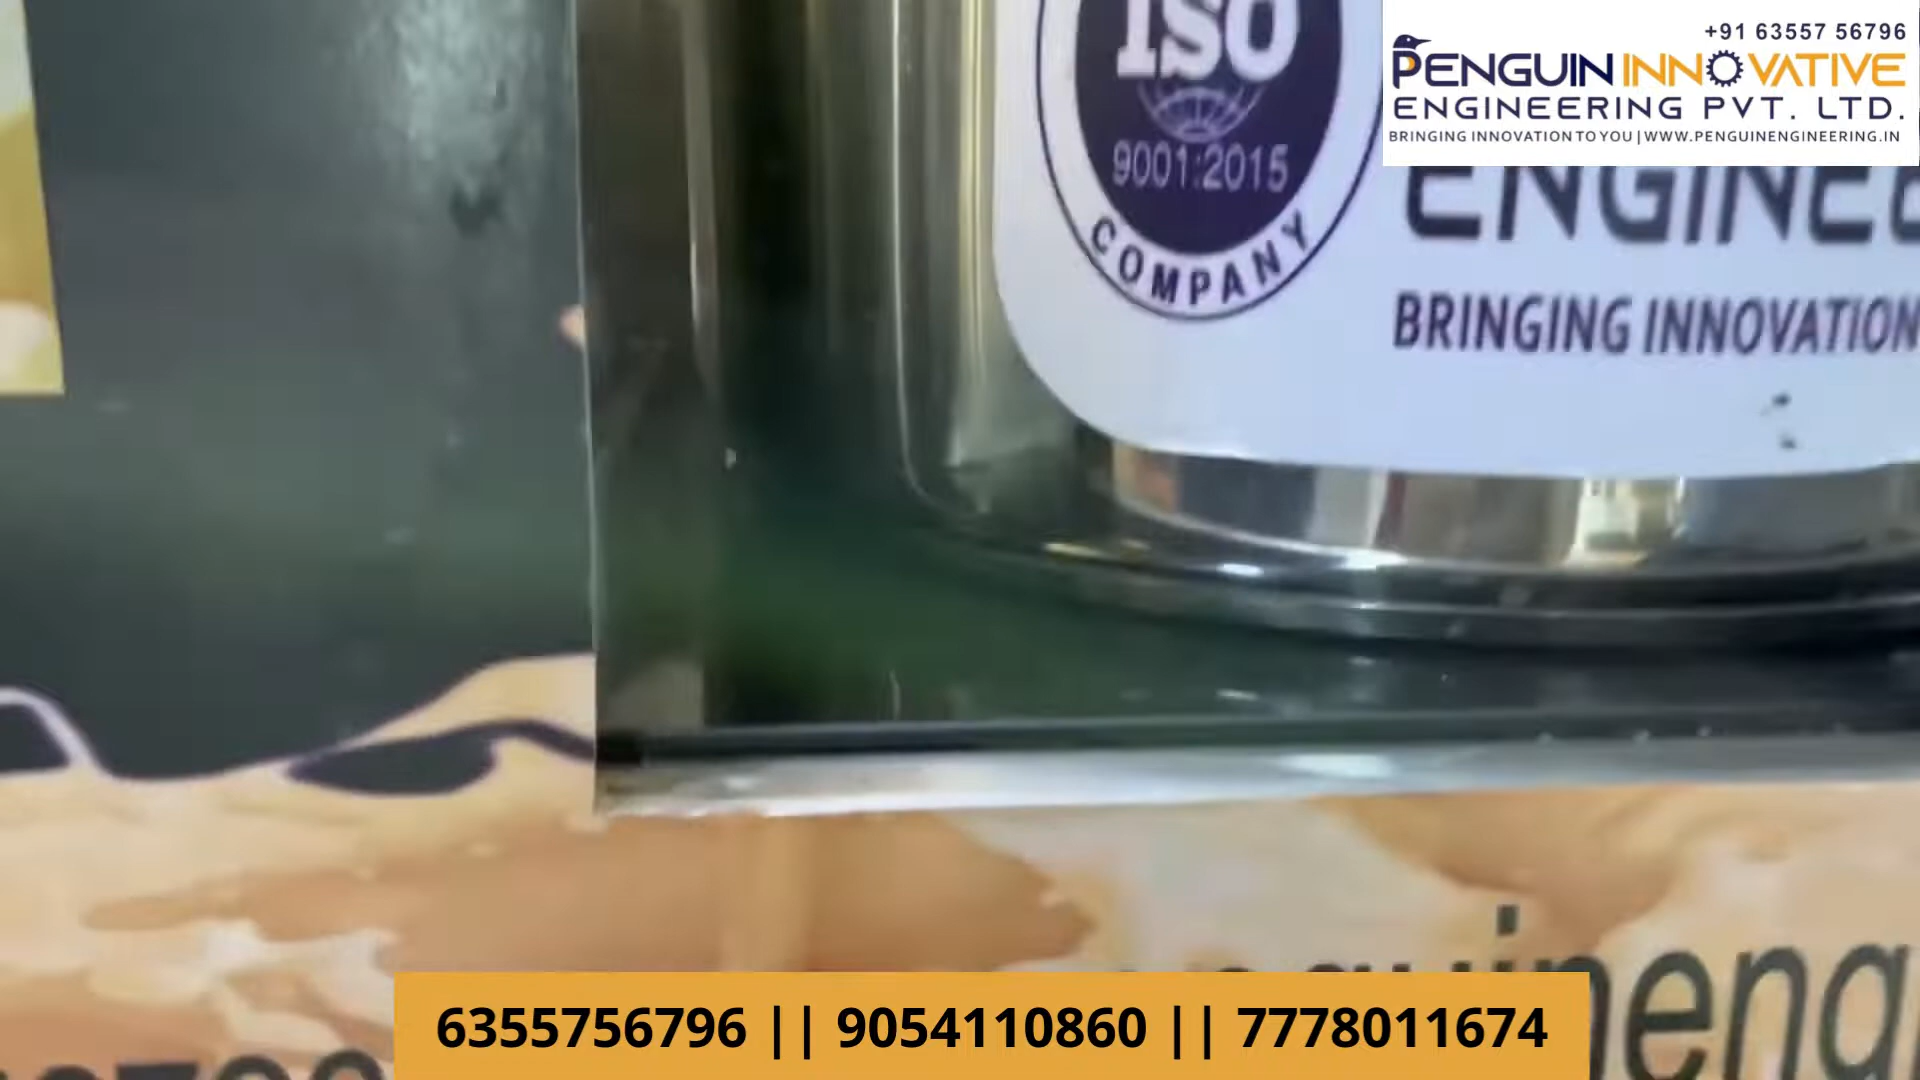 +91 63557 56796
PENGUIN INNOVATIVE
ENGINEERING PVT. LTD.
BRINGING INNOVATION TO YOU | WWW.PENGUINENGINEERING.IN
ISO
9001:2015
COMPANY
BRINGING INNOVATION
6355756796 || 9054110860 || 7778011674